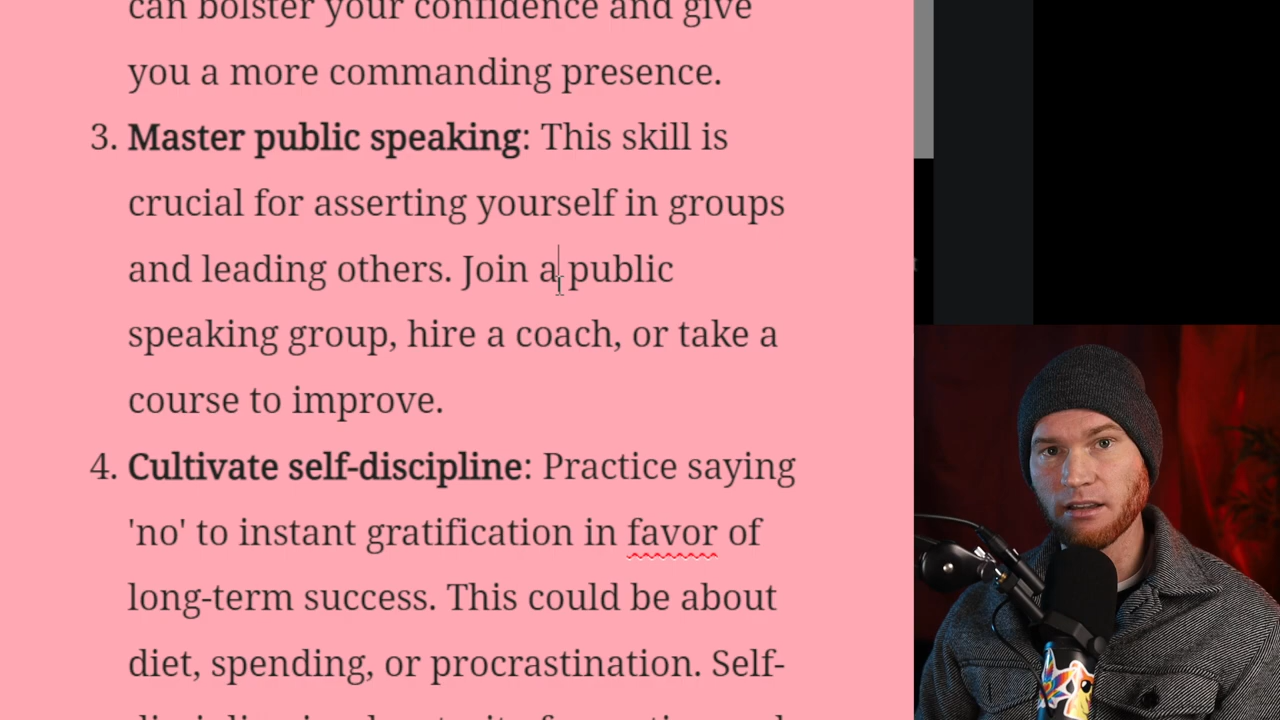 can bolster your confidence and give
you a more commanding presence.
3. Master public speaking: This skill is
crucial for asserting yourself in groups
and leading others. Join a public
speaking group, hire a coach, or take a
course to improve.
4. Cultivate self-discipline: Practice saying
'no' to instant gratification in favor of
long-term success. This could be about
diet, spending, or procrastination. Self-